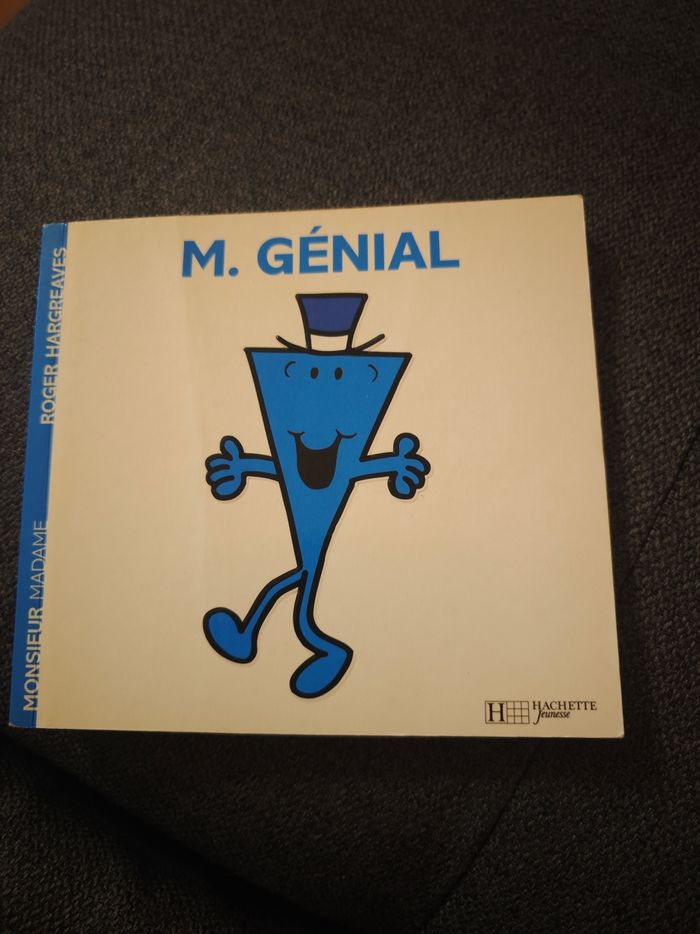 M. GÉNIAL
ROGER HARGREAVES
MONSIEUR MADAME
H HACHETTE
Jeunesse